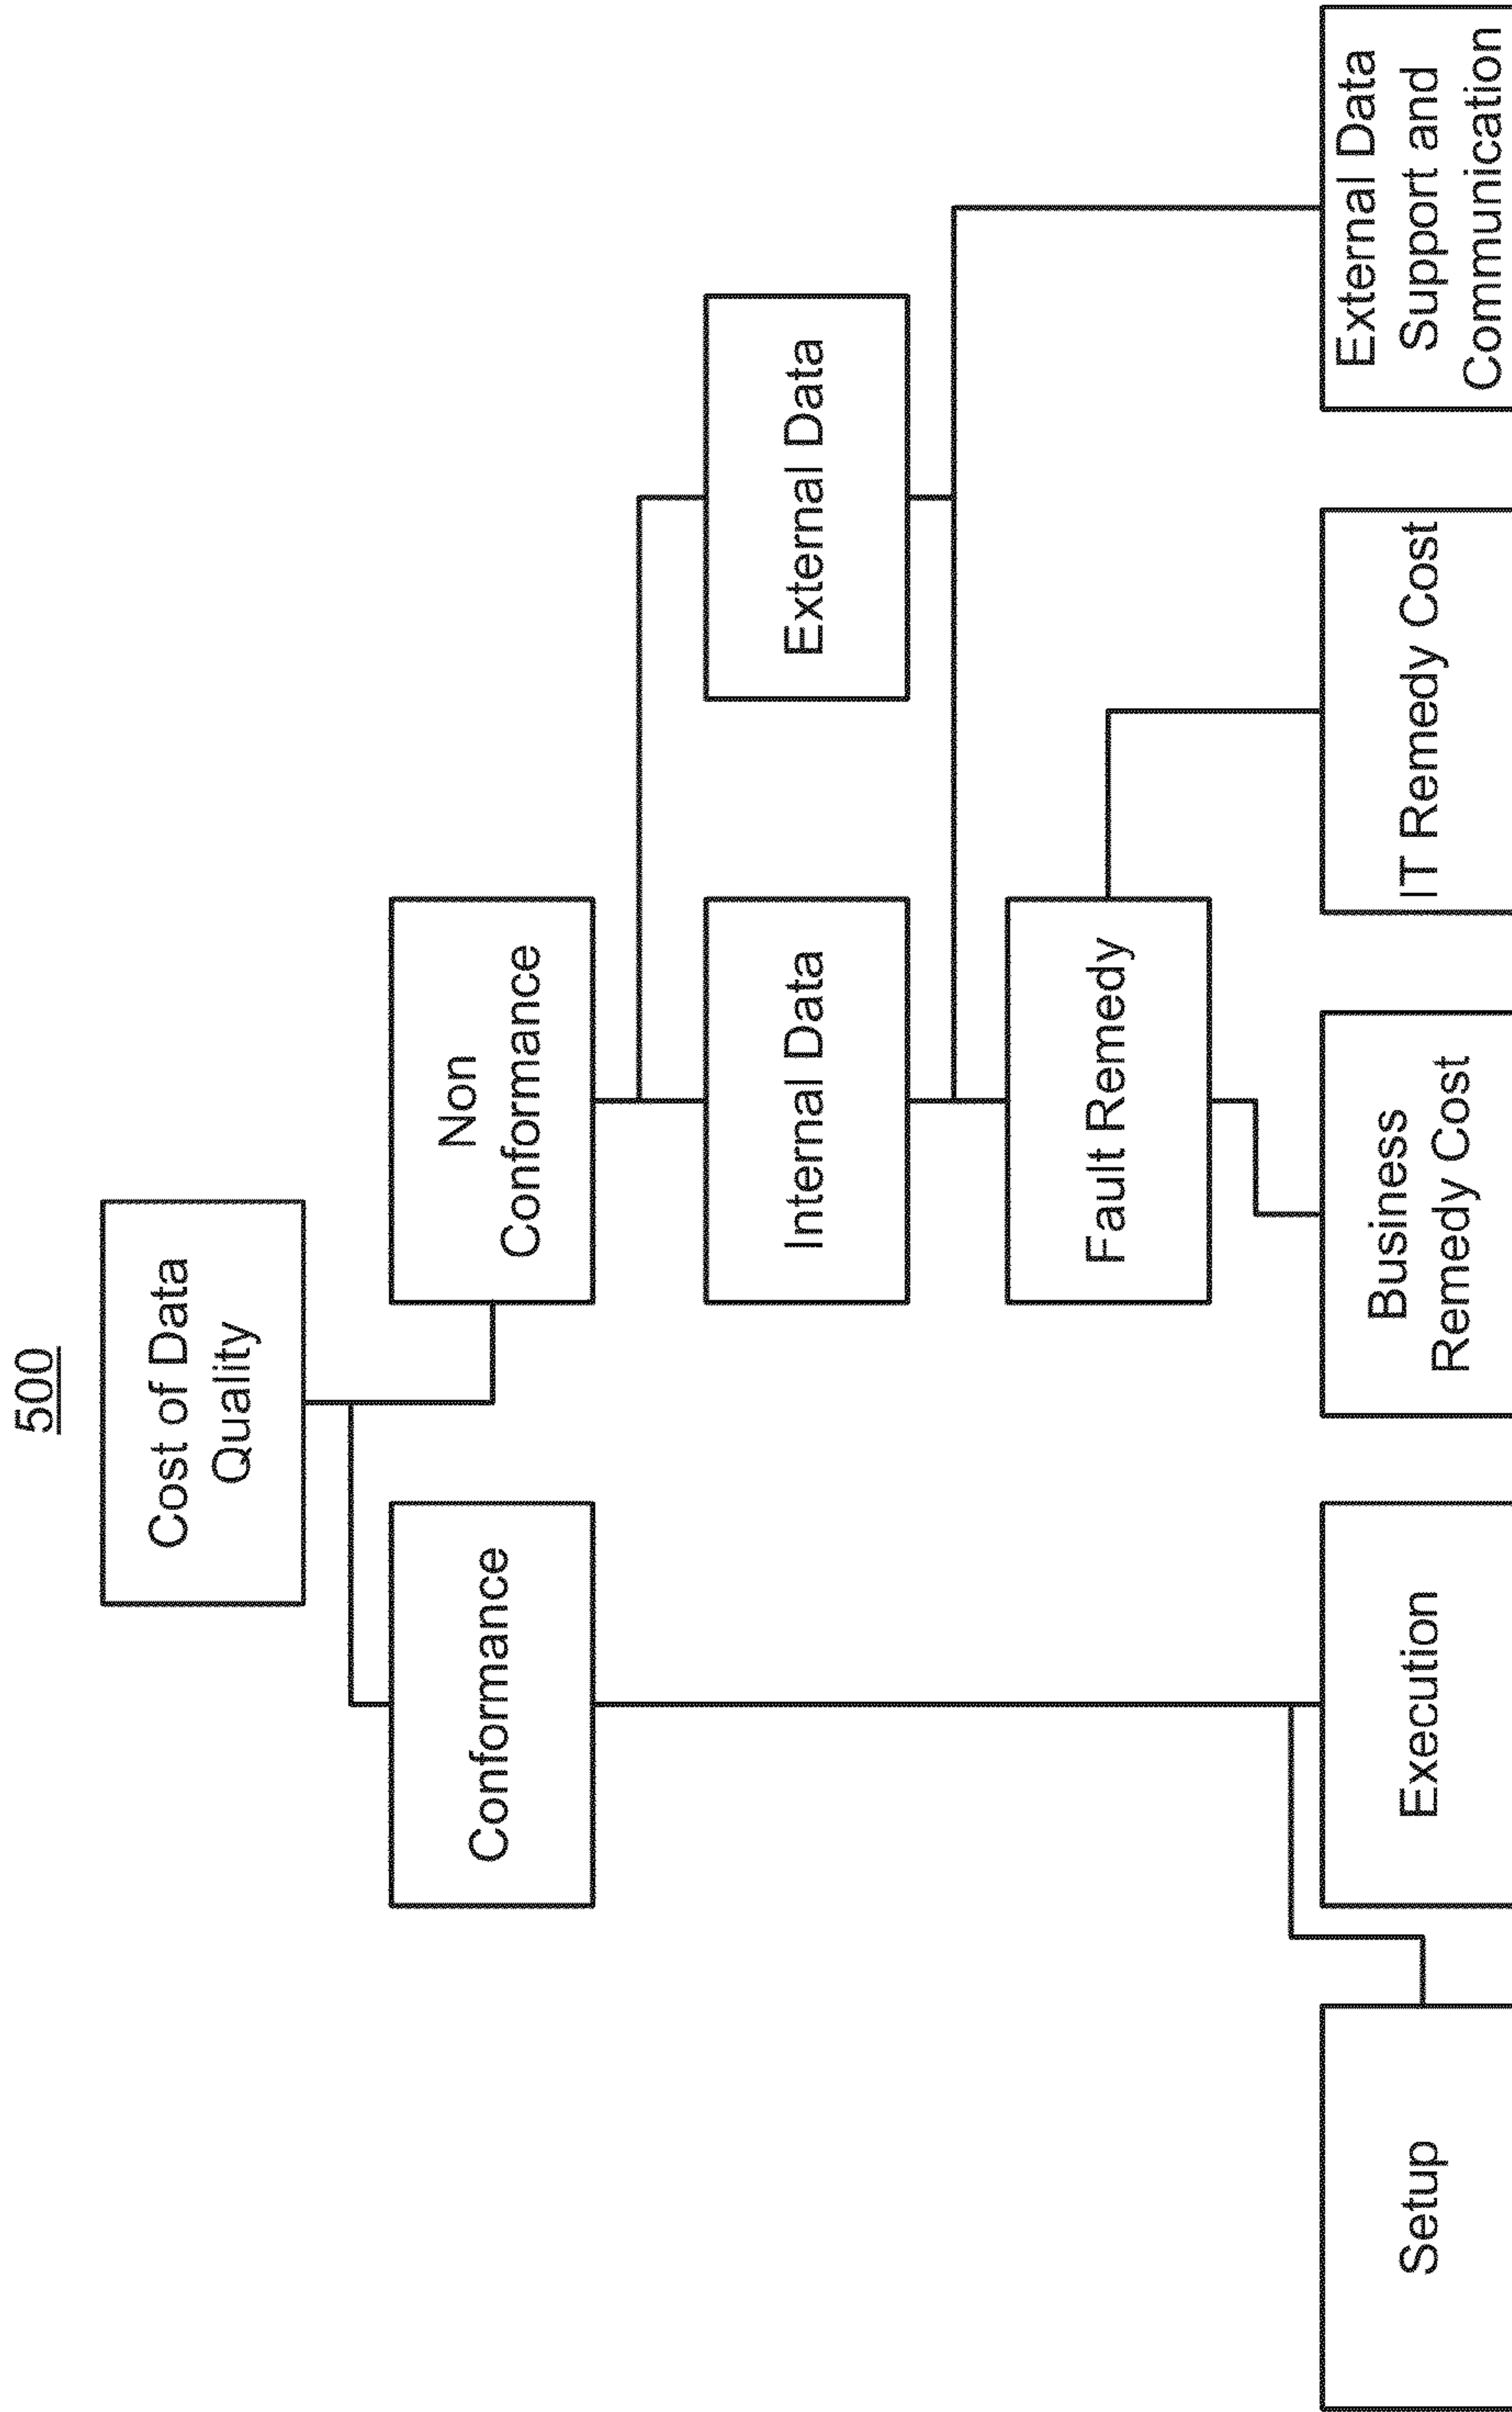 500
Cost of Data
Quality
Conformance
Non
Conformance
Internal Data
External Data
Fault Remedy
Setup
Execution
Business
Remedy Cost
IT Remedy Cost
External Data
Support and
Communication